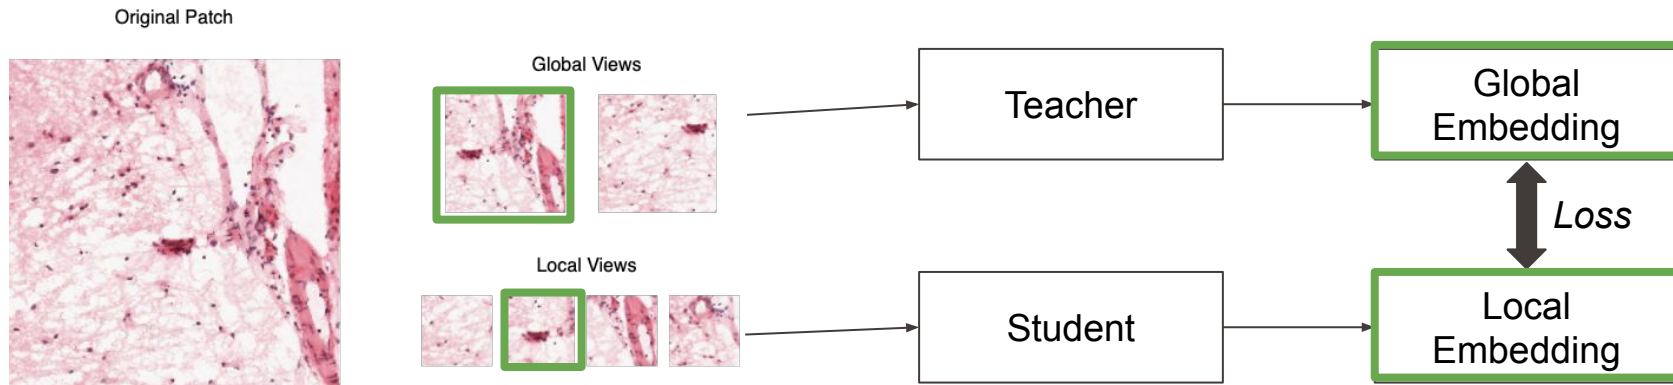 Original Patch
Global Views
Teacher
Global
Embedding
Loss
Local Views
Student
Local
Embedding